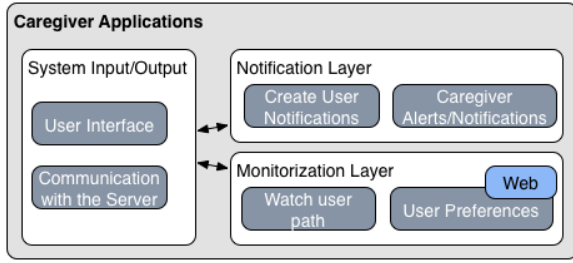 Caregiver Applications
System Input/Output
User Interface
Communication
with the Server
Notification Layer
Create User
Notifications
Caregiver
Alerts/Notifications
Monitorization Layer
Watch user
path
Web
User Preferences